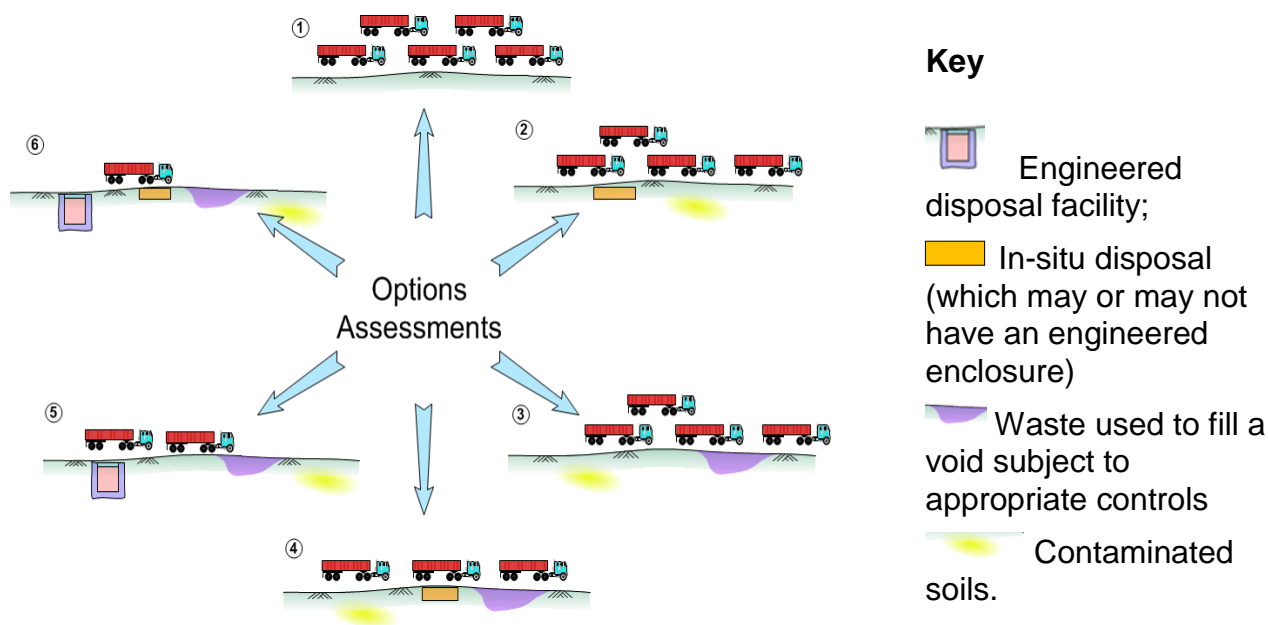 ①
②
⑥
Options
Assessments
⑤
③
④
Key
Engineered
disposal facility;
In-situ disposal
(which may or may not
have an engineered
enclosure)
Waste used to fill a
void subject to
appropriate controls
Contaminated
soils.